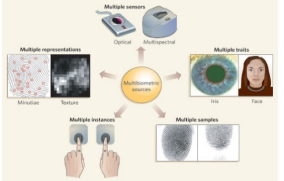 Multiple sensors
Optical
Multispectral
Multiple representations
Minutiae
Texture
Multiple traits
Iris
Face
Multibiometric
sources
Multiple instances
Multiple samples